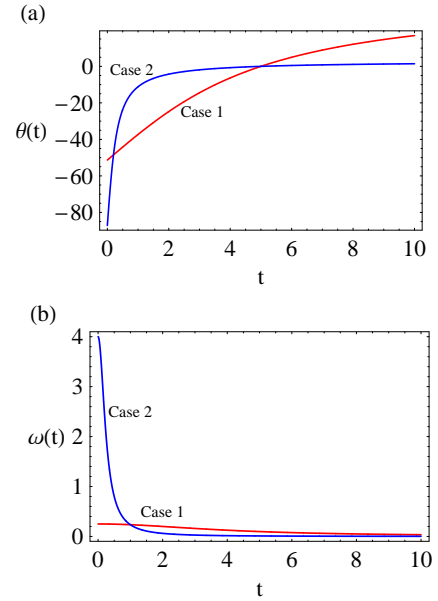 (a)
0
−20
−40
−60
−80
θ(t)
Case 2
Case 1
0 2 4 6 8 10
t
(b)
4
3
2
1
0
ω(t)
Case 2
Case 1
0 2 4 6 8 10
t